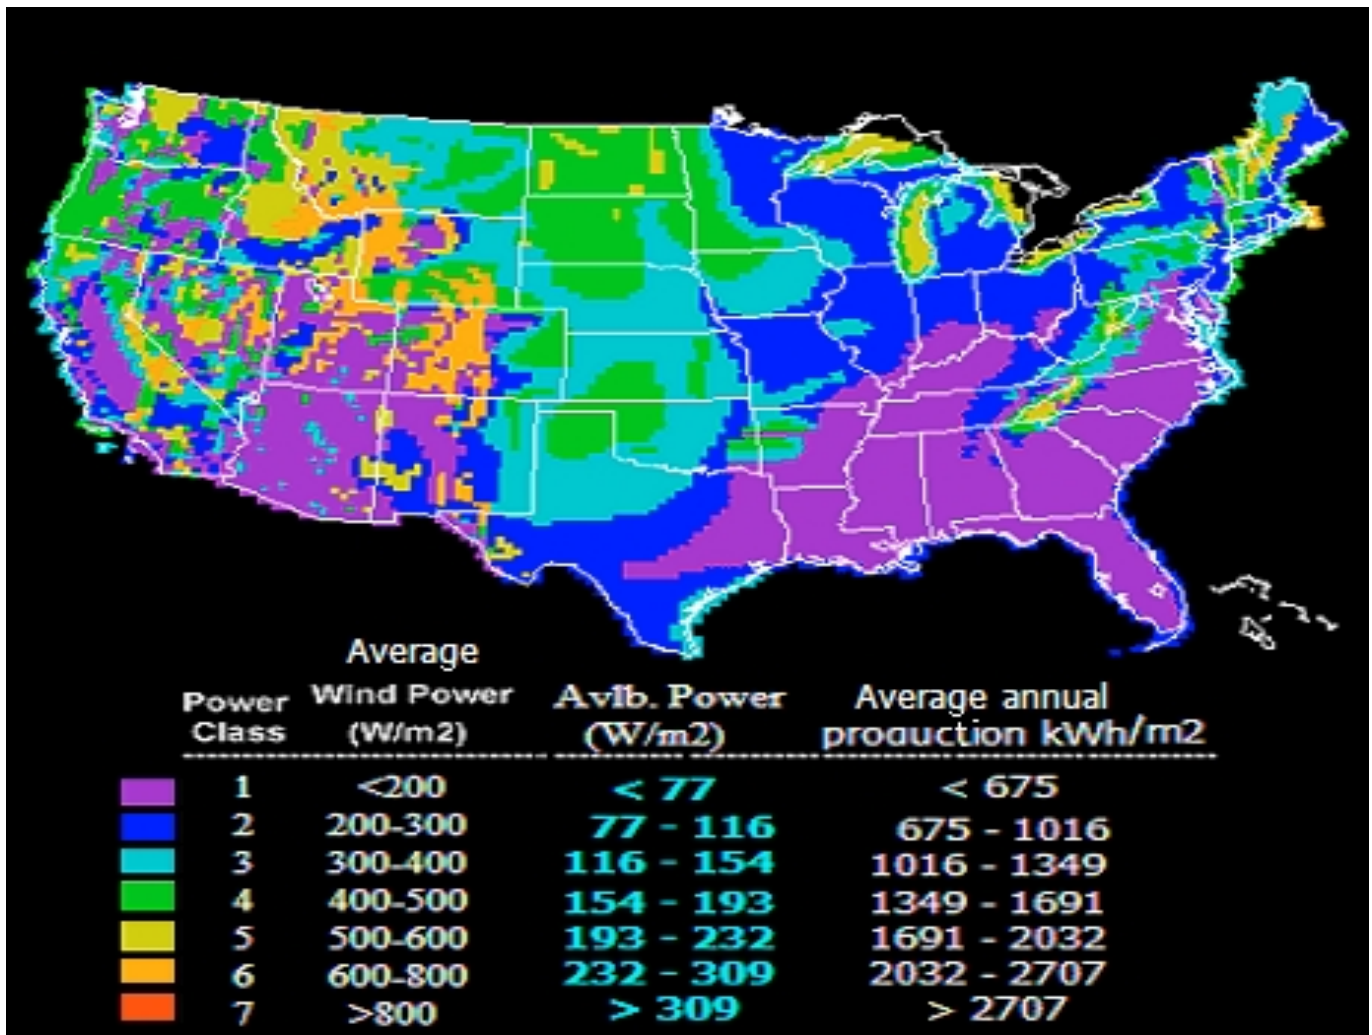 Average
Power Wind Power Avlb. Power Average annual
Class (W/m2) (W/m2) production kWh/m2
1 <200 < 77 < 675
2 200-300 77 - 116 675 - 1016
3 300-400 116 - 154 1016 - 1349
4 400-500 154 - 193 1349 - 1691
5 500-600 193 - 232 1691 - 2032
6 600-800 232 - 309 2032 - 2707
7 >800 > 309 > 2707